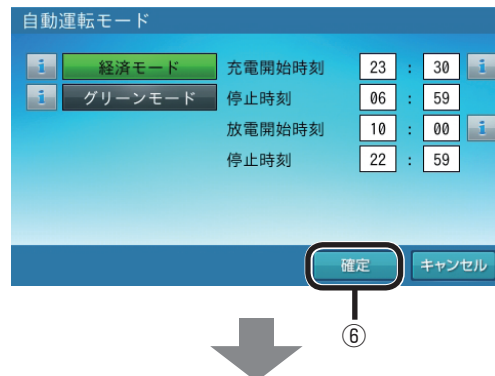 自動運転モード
i 経済モード 充電開始時刻 23 : 30 i
i グリーンモード 停止時刻 06 : 59
放電開始時刻 10 : 00 i
停止時刻 22 : 59
確定 キャンセル
⑥